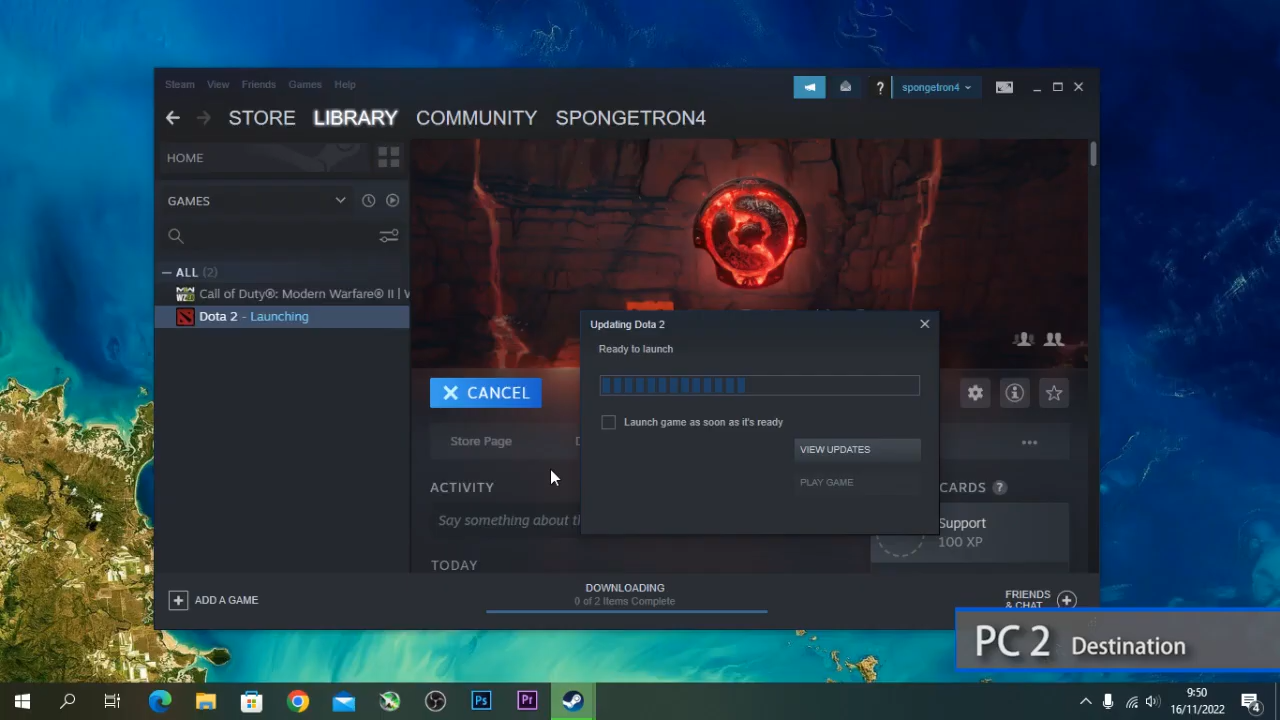 Steam View Friends Games Help
? spongetron4
STORE LIBRARY COMMUNITY SPONGETRON4
HOME
GAMES
ALL (2)
Call of Duty®: Modern Warfare® II |
Dota 2 - Launching
Updating Dota 2
Ready to launch
Launch game as soon as it's ready
VIEW UPDATES
PLAY GAME
CANCEL
Store Page
ACTIVITY
CARDS ?
Say something about
Support
100 XP
TODAY
ADD A GAME
DOWNLOADING
0 of 2 Items Complete
FRIENDS
& CHAT
PC 2 Destination
Ps Pr
9:50
16/11/2022
4